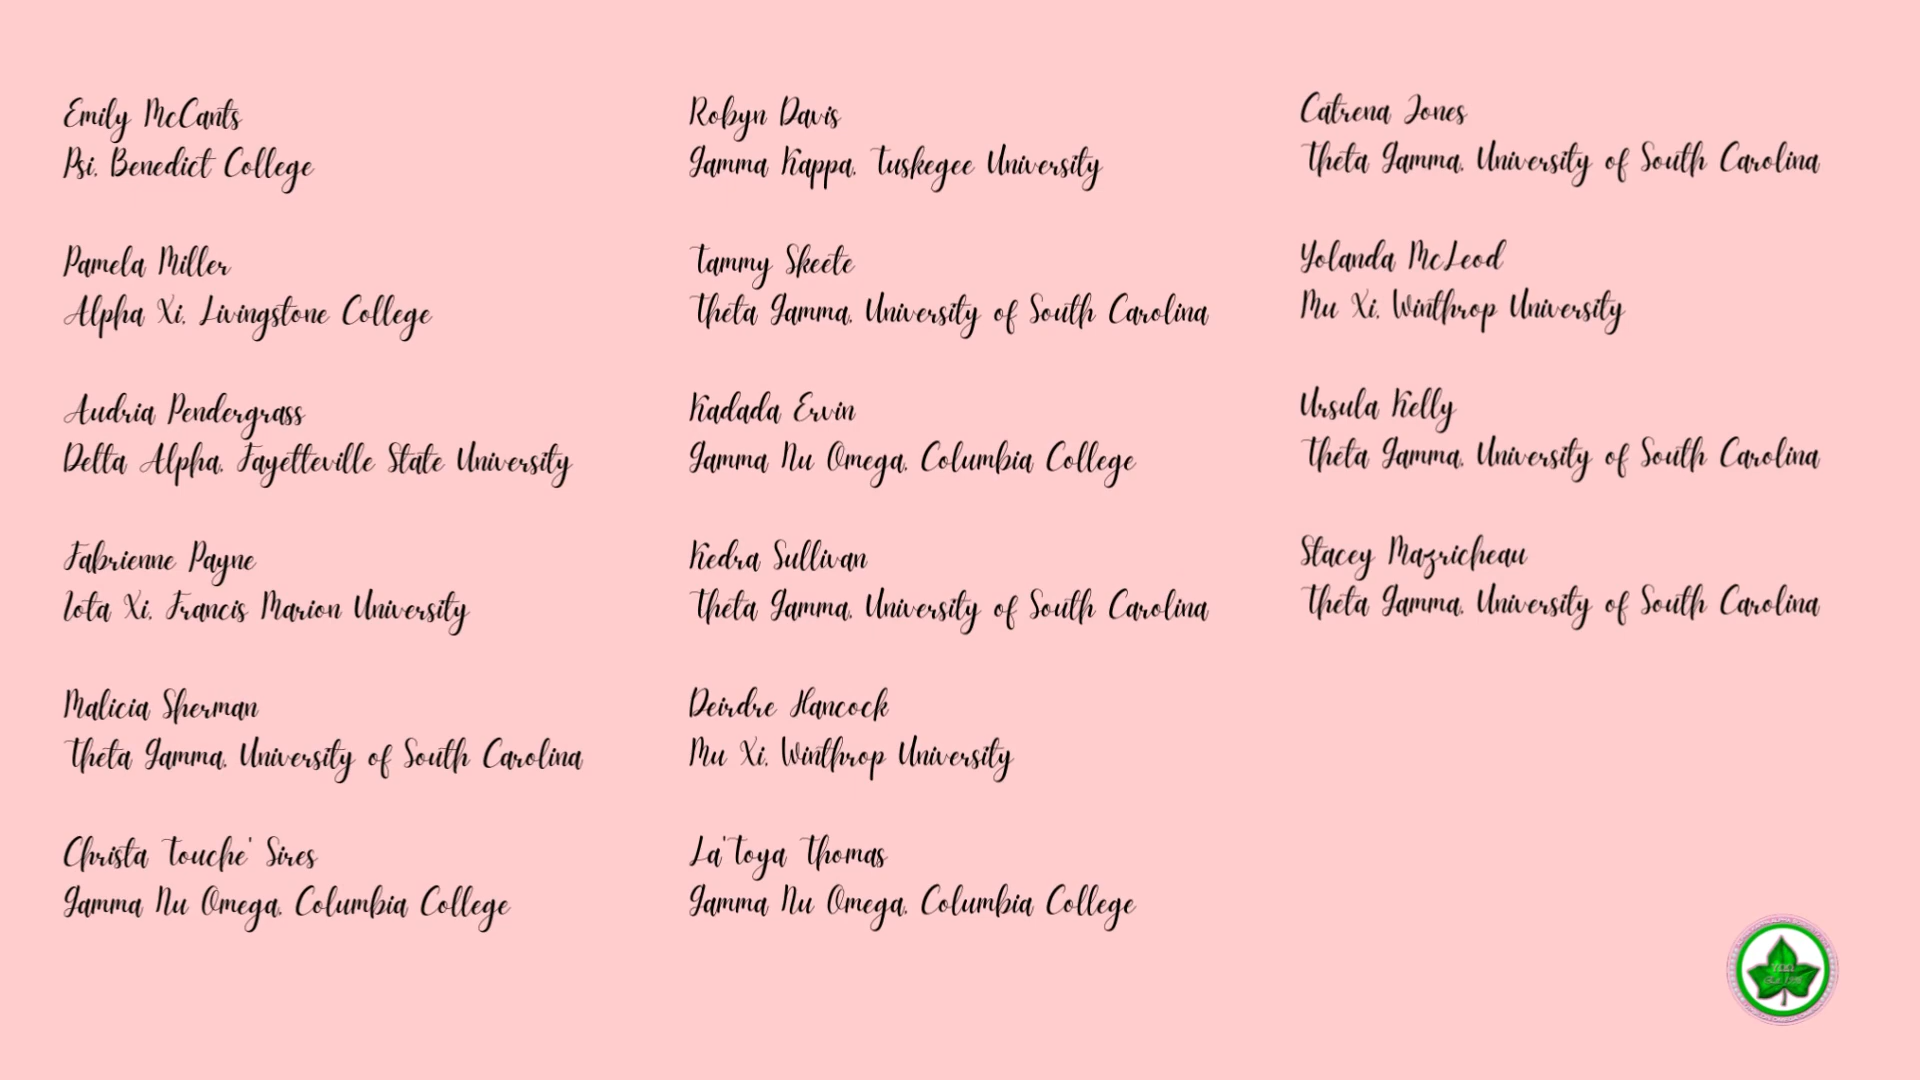 Emily McCants
Psi, Benedict College
Pamela Miller
Alpha Xi, Livingstone College
Audria Pendergrass
Delta Alpha, Fayetteville State University
Fabrienne Payne
Iota Xi, Francis Marion University
Malicia Sherman
Theta Gamma, University of South Carolina
Christa Touche' Sires
Gamma Nu Omega, Columbia College
Robyn Davis
Gamma Kappa, Tuskegee University
Tammy Skeete
Theta Gamma, University of South Carolina
Kadada Ervin
Gamma Nu Omega, Columbia College
Kedra Sullivan
Theta Gamma, University of South Carolina
Deirdre Hancock
Mu Xi, Winthrop University
La'Toya Thomas
Gamma Nu Omega, Columbia College
Catrena Jones
Theta Gamma, University of South Carolina
Yolanda McLeod
Mu Xi, Winthrop University
Ursula Kelly
Theta Gamma, University of South Carolina
Stacey Mazricheau
Theta Gamma, University of South Carolina